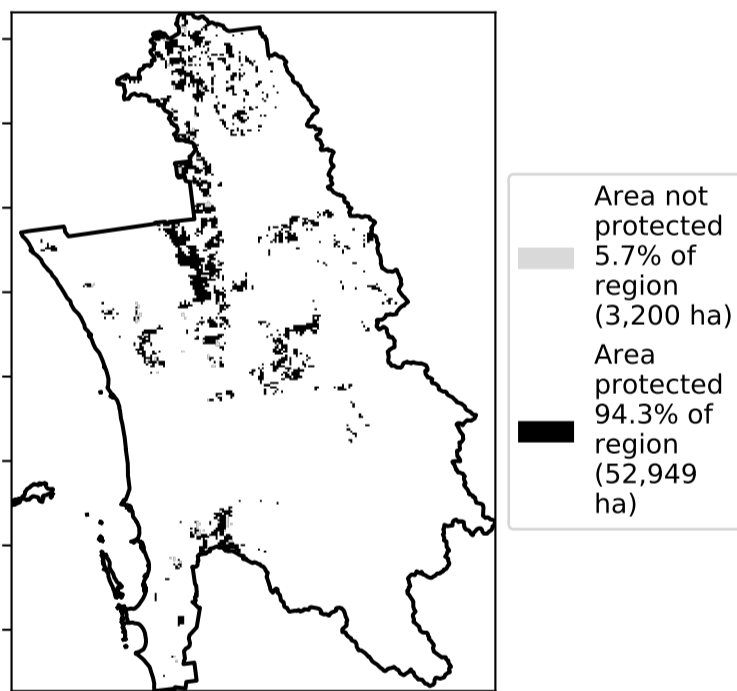 Area not
protected
5.7% of
region
(3,200 ha)
Area
protected
94.3% of
region
(52,949
ha)